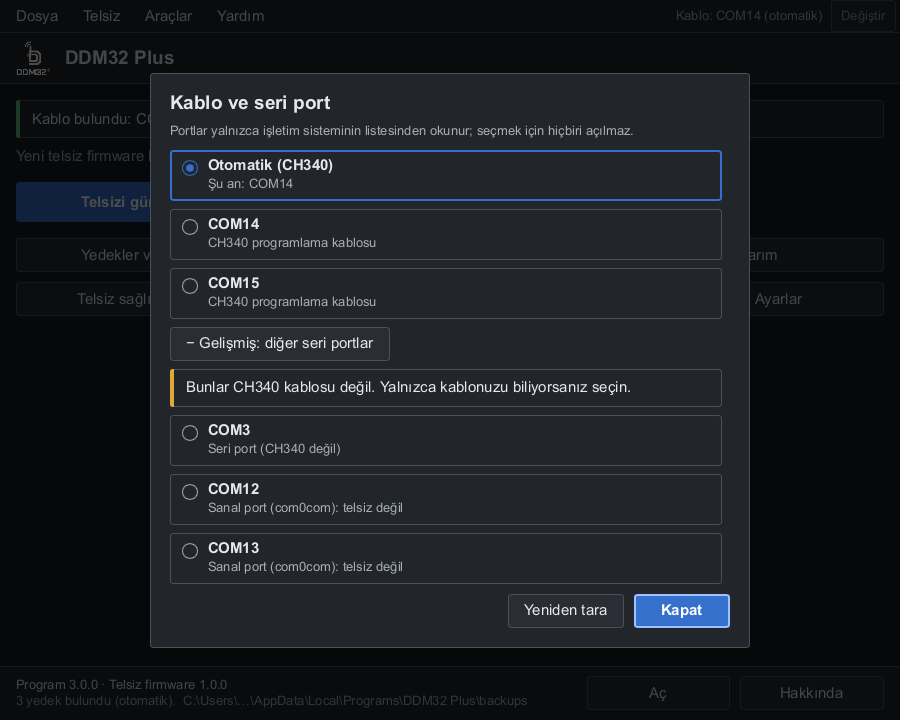 Dosya Telsiz Araçlar Yardım Kablo: COM14 (otomatik) Değiştir
DDM32 Plus
DDM32+
Kablo bulundu: CO
Yeni telsiz firmware
Telsizi gün
Yedekler v
arım
Telsiz sağlı
Ayarlar
Kablo ve seri port
Portlar yalnızca işletim sisteminin listesinden okunur; seçmek için hiçbiri açılmaz.
Otomatik (CH340)
Şu an: COM14
COM14
CH340 programlama kablosu
COM15
CH340 programlama kablosu
− Gelişmiş: diğer seri portlar
Bunlar CH340 kablosu değil. Yalnızca kablonuzu biliyorsanız seçin.
COM3
Seri port (CH340 değil)
COM12
Sanal port (com0com): telsiz değil
COM13
Sanal port (com0com): telsiz değil
Yeniden tara Kapat
Program 3.0.0 · Telsiz firmware 1.0.0
3 yedek bulundu (otomatik). C:\Users\...\AppData\Local\Programs\DDM32 Plus\backups
Aç Hakkında